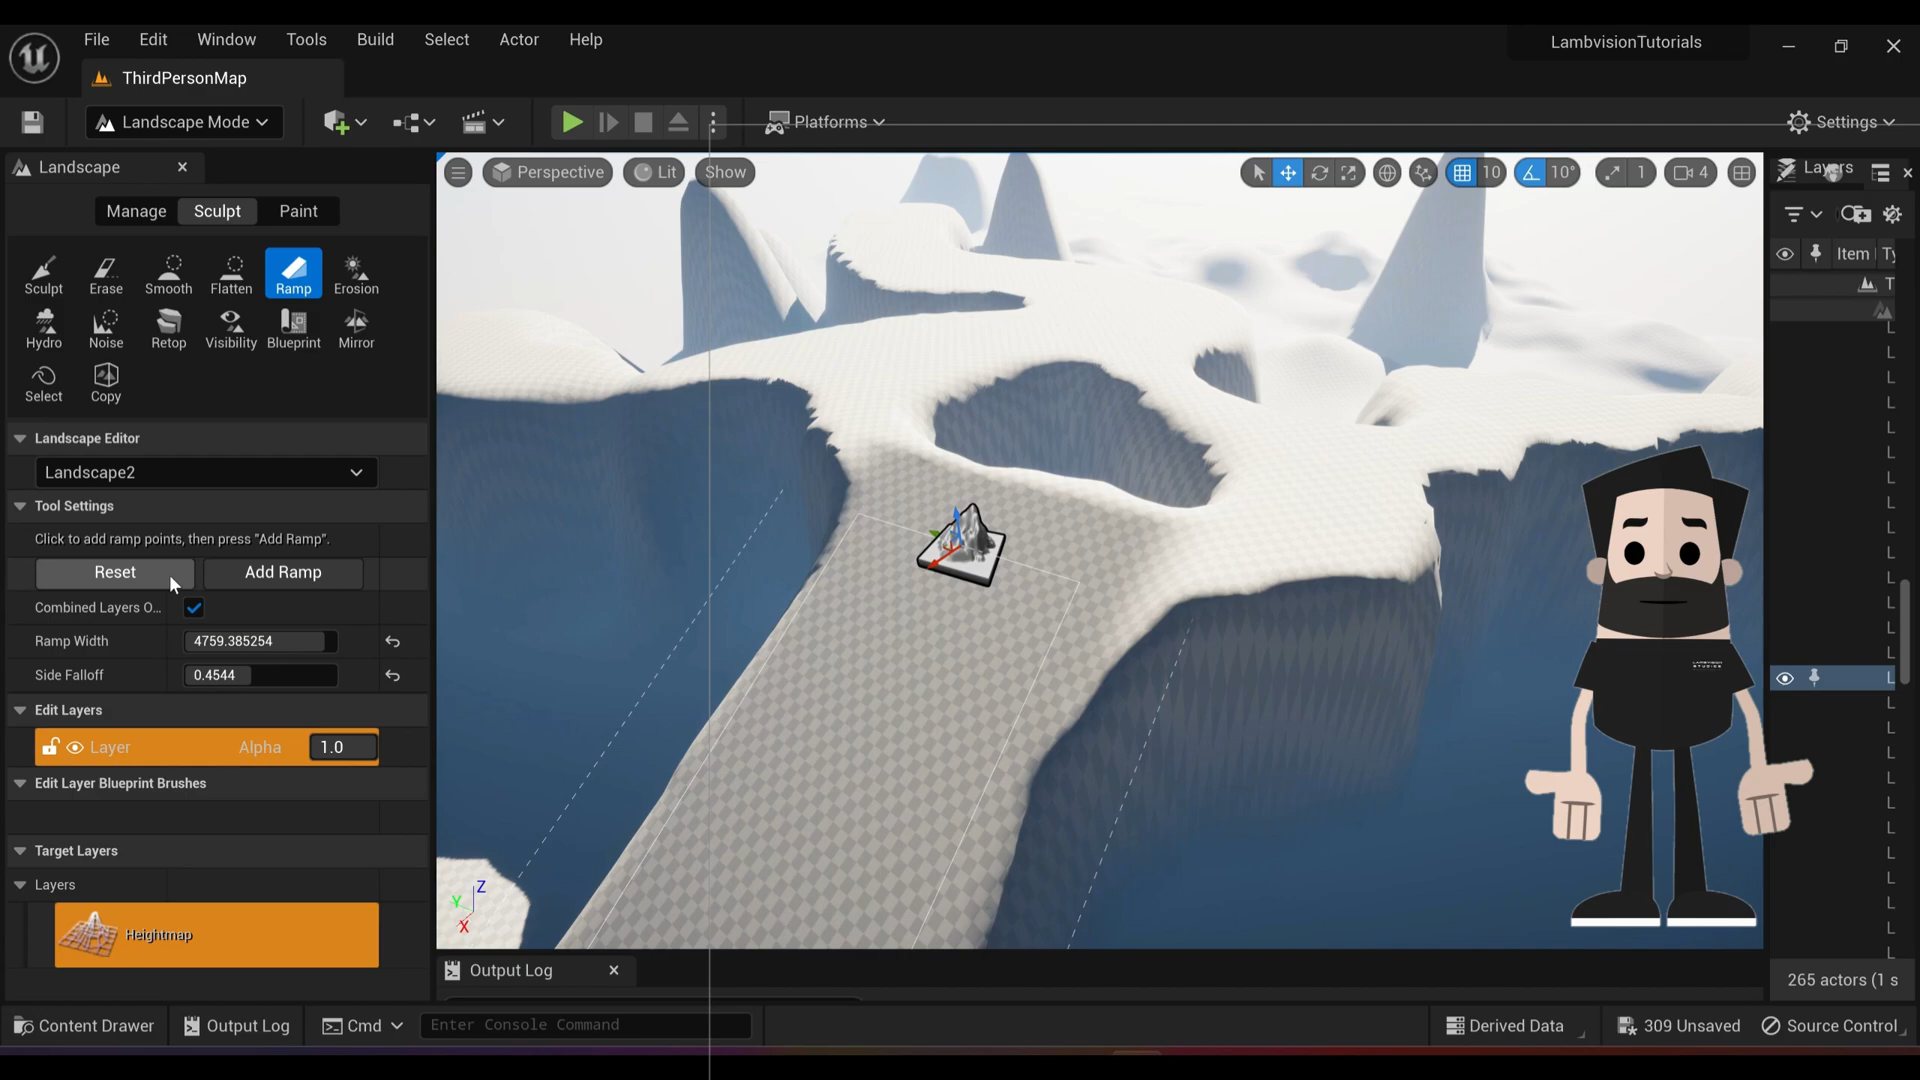 File Edit Window Tools Build Select Actor Help
LambvisionTutorials
ThirdPersonMap
Landscape Mode
Platforms
Settings
Landscape
Perspective Lit Show
10 10° 1 4
Layers
Manage Sculpt Paint
Sculpt Erase Smooth Flatten Ramp Erosion
Item Ty
T
Hydro Noise Retop Visibility Blueprint Mirror
Select Copy
Landscape Editor
Landscape2
Tool Settings
Click to add ramp points, then press "Add Ramp".
Reset Add Ramp
Combined Layers O...
Ramp Width 4759.385254
Side Falloff 0.4544
Edit Layers
Layer Alpha 1.0
Edit Layer Blueprint Brushes
Target Layers
Layers
Heightmap
Z
Y
X
Output Log
265 actors (1 s
Content Drawer Output Log Cmd Enter Console Command Derived Data 309 Unsaved Source Control